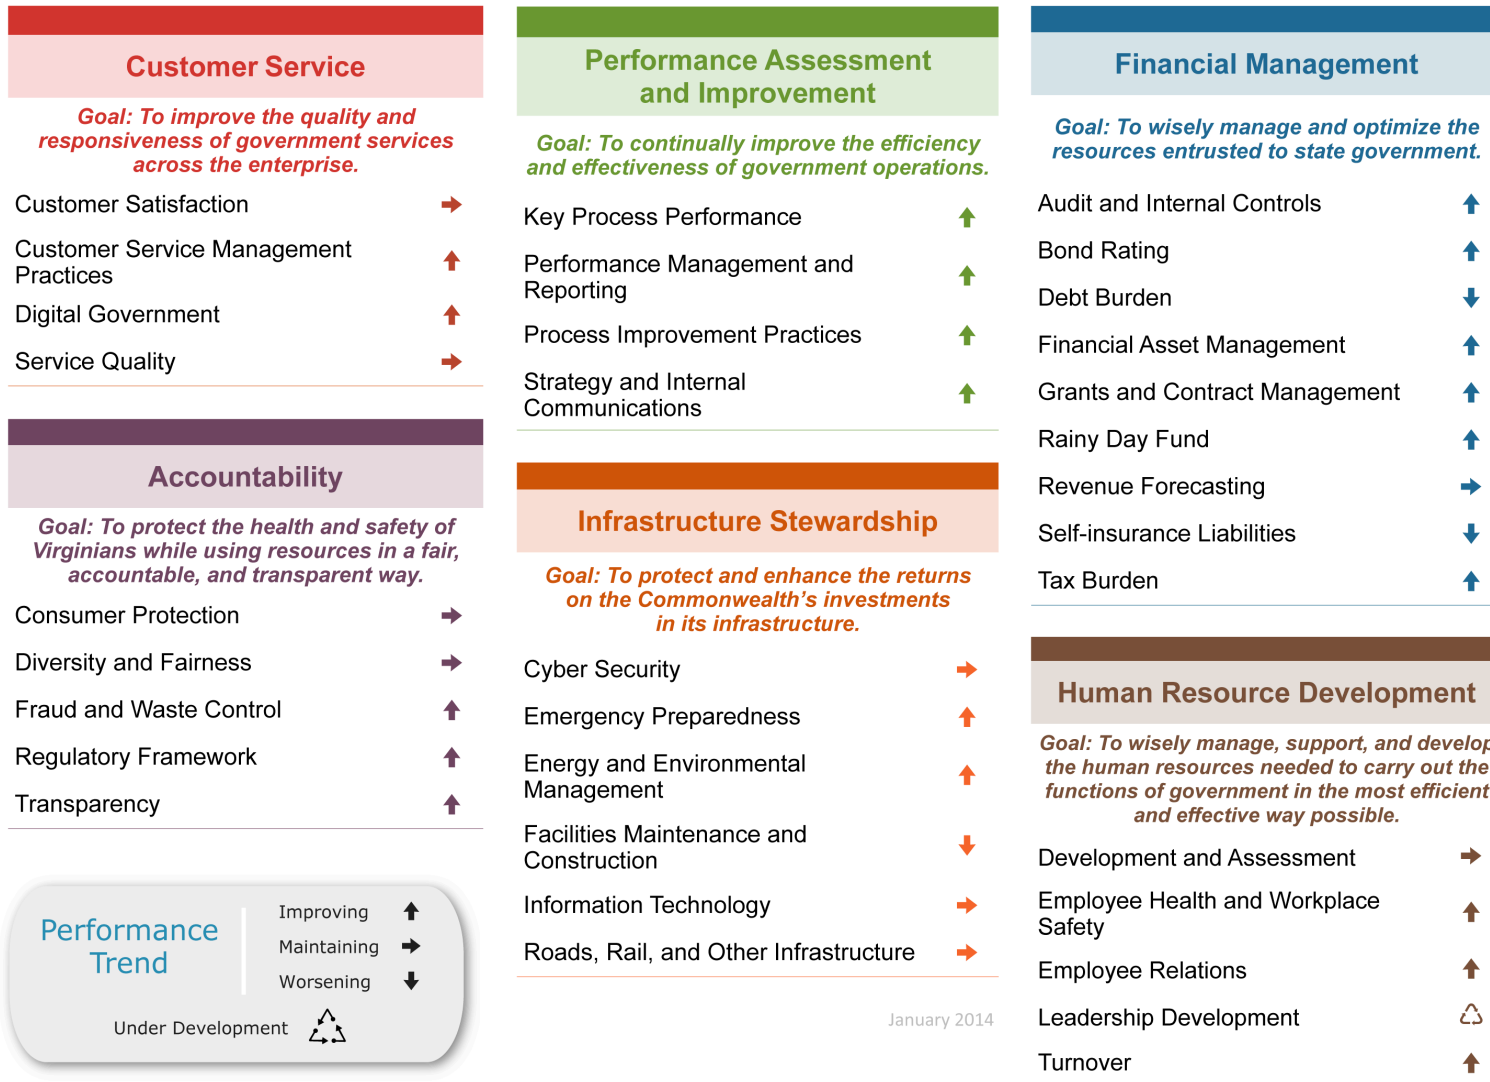 Customer Service
Goal: To improve the quality and
responsiveness of government services
across the enterprise.
Customer Satisfaction
Customer Service Management
Practices
Digital Government
Service Quality
Accountability
Goal: To protect the health and safety of
Virginians while using resources in a fair,
accountable, and transparent way.
Consumer Protection
Diversity and Fairness
Fraud and Waste Control
Regulatory Framework
Transparency
Performance
Trend
Improving
Maintaining
Worsening
Under Development
Performance Assessment
and Improvement
Goal: To continually improve the efficiency
and effectiveness of government operations.
Key Process Performance
Performance Management and
Reporting
Process Improvement Practices
Strategy and Internal
Communications
Infrastructure Stewardship
Goal: To protect and enhance the returns
on the Commonwealth’s investments
in its infrastructure.
Cyber Security
Emergency Preparedness
Energy and Environmental
Management
Facilities Maintenance and
Construction
Information Technology
Roads, Rail, and Other Infrastructure
January 2014
Financial Management
Goal: To wisely manage and optimize the
resources entrusted to state government.
Audit and Internal Controls
Bond Rating
Debt Burden
Financial Asset Management
Grants and Contract Management
Rainy Day Fund
Revenue Forecasting
Self-insurance Liabilities
Tax Burden
Human Resource Development
Goal: To wisely manage, support, and develop
the human resources needed to carry out the
functions of government in the most efficient
and effective way possible.
Development and Assessment
Employee Health and Workplace
Safety
Employee Relations
Leadership Development
Turnover